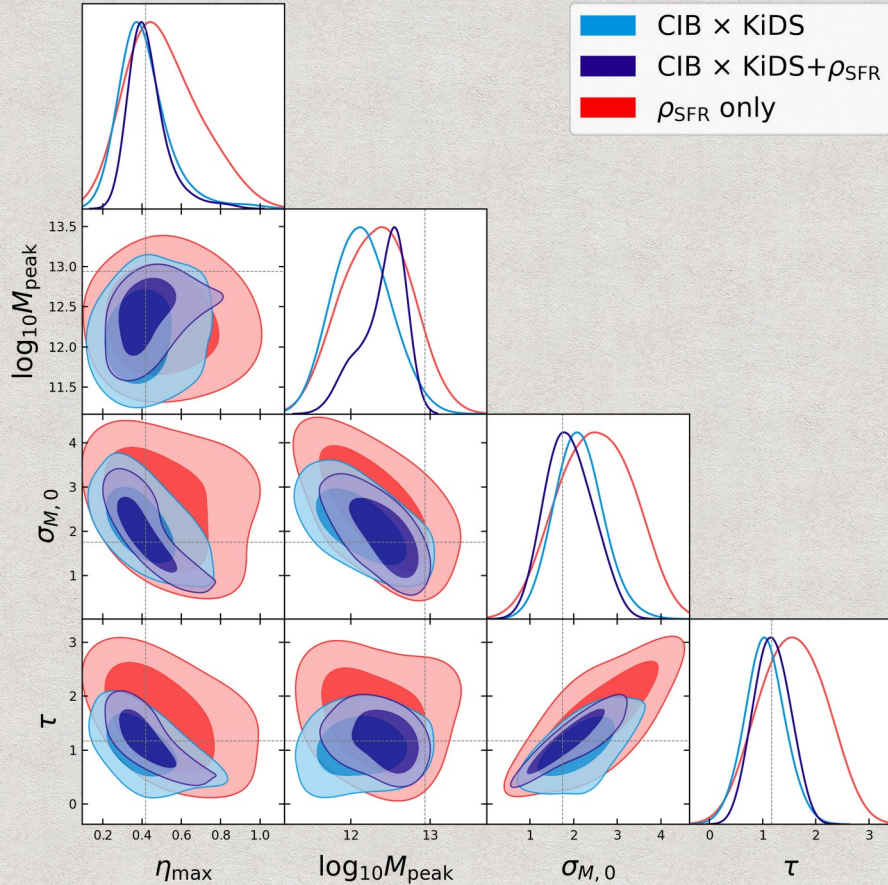 CIB × KiDS
CIB × KiDS+ρSFR
ρSFR only
log10Mpeak
13.5
13.0
12.5
12.0
11.5
σM, 0
4
3
2
1
τ
3
2
1
0
0.2 0.4 0.6 0.8 1.0
12 13
1 2 3 4
0 1 2 3
ηmax
log10Mpeak
σM, 0
τ